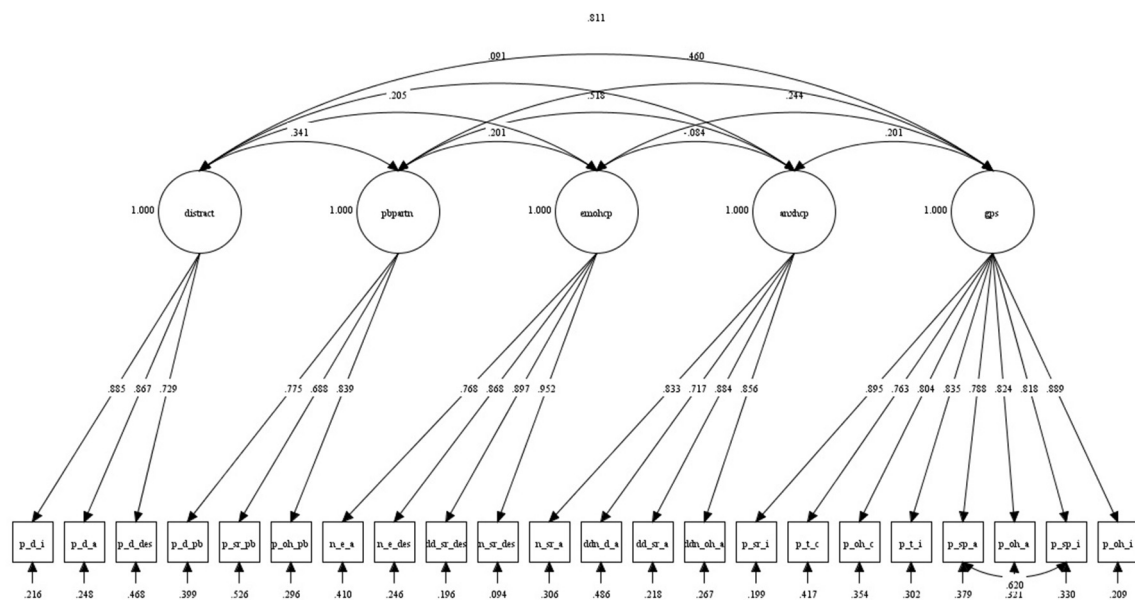 .811
.091 .460
.205 .518 .244
.341 .201 -.084 .201
1.000 distract 1.000 pbpartn 1.000 emohcp 1.000 anxhcp 1.000 gps
.885 .867 .729 .775 .688 .839 .768 .868 .897 .952 .833 .717 .884 .856 .895 .763 .804 .835 .788 .824 .818 .889
p_d_i p_d_a p_d_des p_d_pb p_sr_pb p_oh_pb n_e_a n_e_des dd_sr_des n_sr_des n_sr_a ddn_d_a dd_sr_a ddn_oh_a p_sr_i p_t_c p_oh_c p_t_i p_sp_a p_oh_a p_sp_i p_oh_i
.620
.216 .248 .468 .399 .526 .296 .410 .246 .196 .094 .306 .486 .218 .267 .199 .417 .354 .302 .379 .321 .330 .209